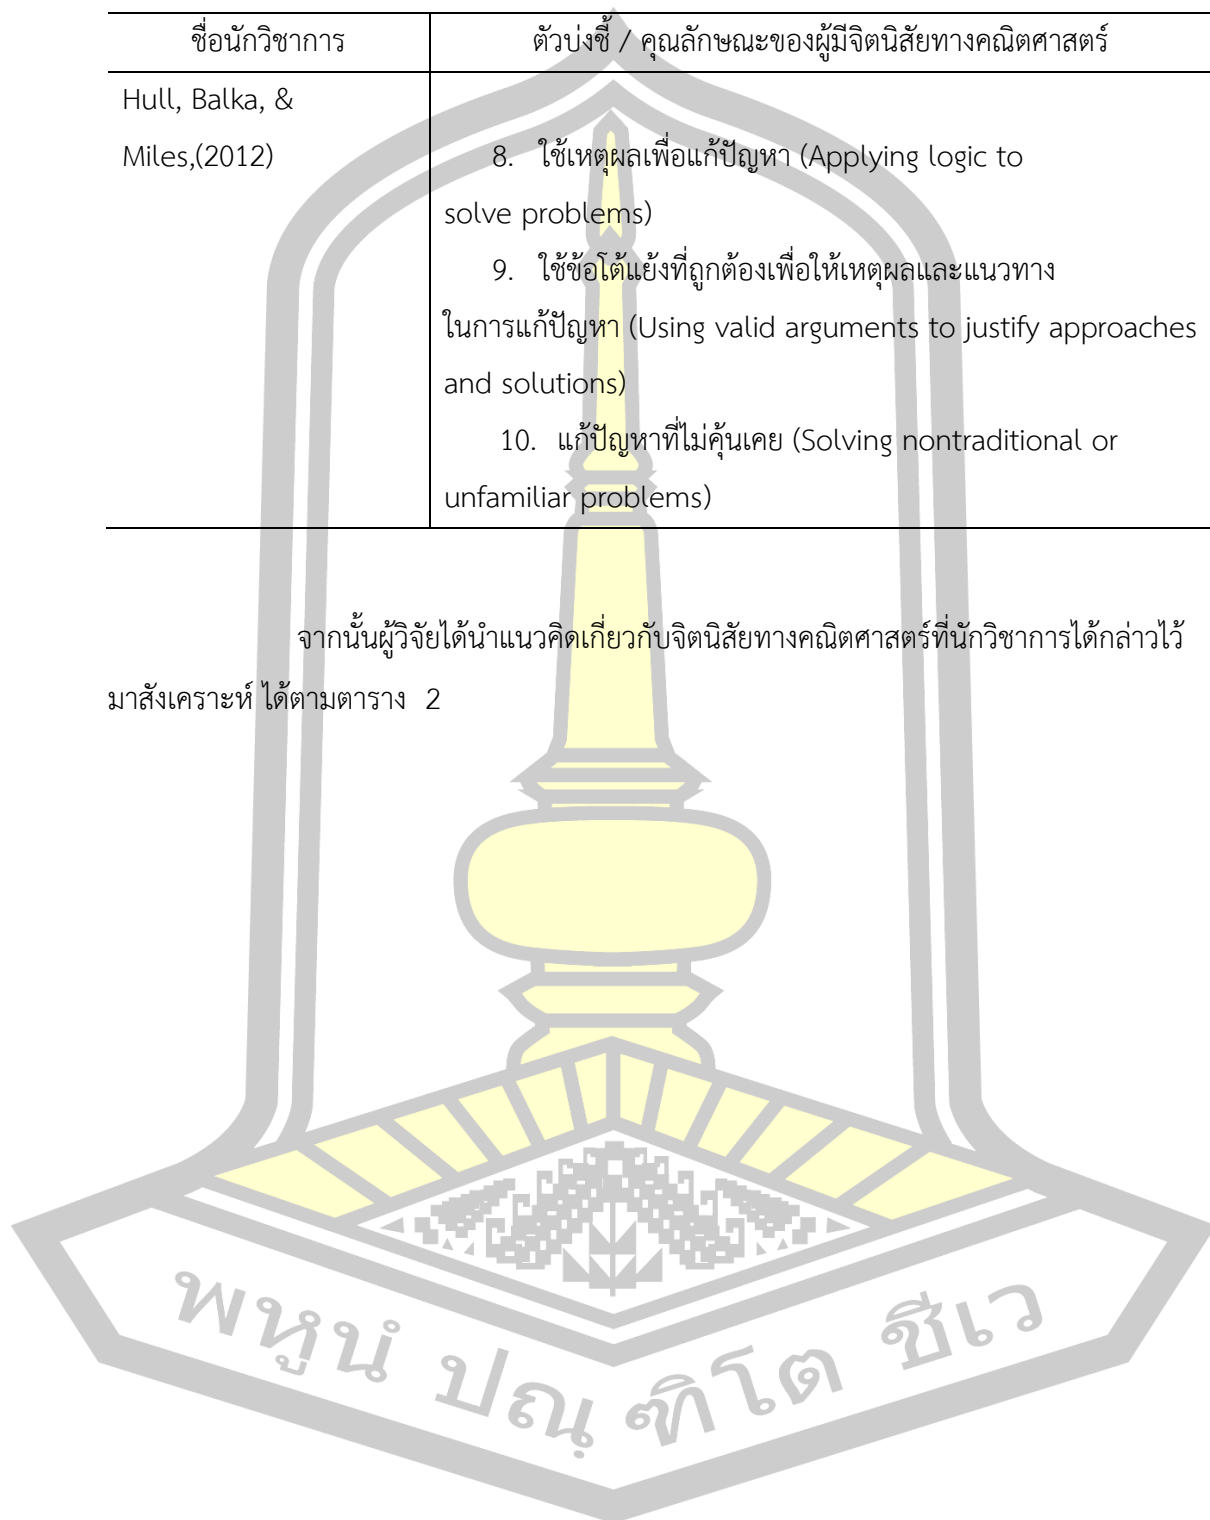 ชื่อนักวิชาการ
ตัวบ่งชี้ / คุณลักษณะของผู้มีจิตนิสัยทางคณิตศาสตร์
Hull, Balka, &
Miles,(2012)
8. ใช้เหตุผลเพื่อแก้ปัญหา (Applying logic to
solve problems)
9. ใช้ข้อโต้แย้งที่ถูกต้องเพื่อให้เหตุผลและแนวทาง
ในการแก้ปัญหา (Using valid arguments to justify approaches
and solutions)
10. แก้ปัญหาที่ไม่คุ้นเคย (Solving nontraditional or
unfamiliar problems)
จากนั้นผู้วิจัยได้นำแนวคิดเกี่ยวกับจิตนิสัยทางคณิตศาสตร์ที่นักวิชาการได้กล่าวไว้
มาสังเคราะห์ ได้ตามตาราง 2
พหูนํ ปณฺฑิโต ชีเว